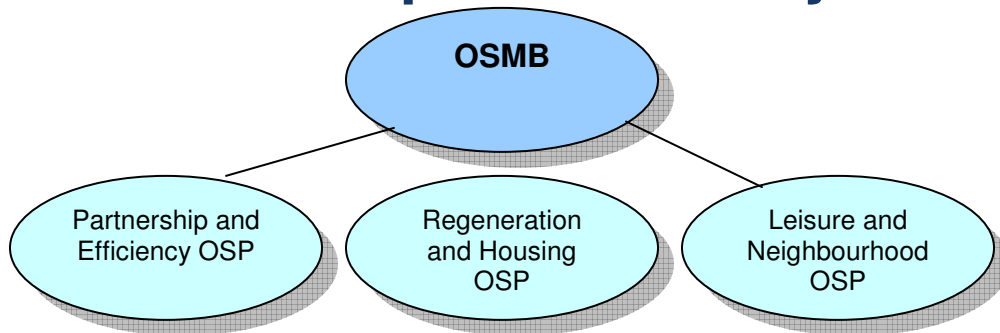 OSMB
Partnership and
Efficiency OSP
Regeneration
and Housing
OSP
Leisure and
Neighbourhood
OSP